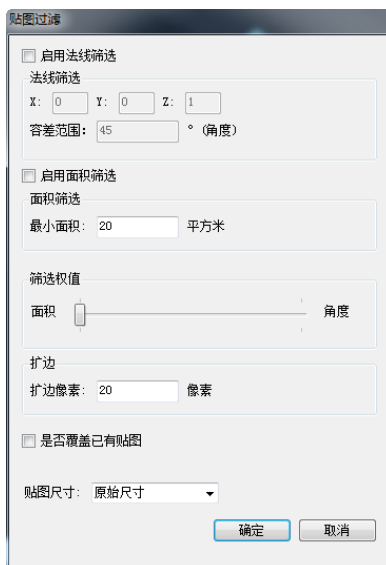 贴图过滤
启用法线筛选
法线筛选
X: 0 Y: 0 Z: 1
容差范围: 45 ° (角度)
启用面积筛选
面积筛选
最小面积: 20 平方米
筛选权值
面积 角度
扩边
扩边像素: 20 像素
是否覆盖已有贴图
贴图尺寸: 原始尺寸
确定 取消